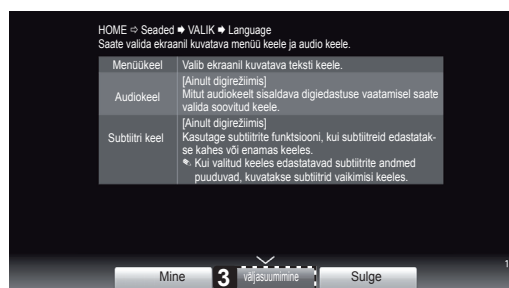 HOME ⇨ Seaded ➡ VALIK ➡ Language
Saate valida ekraanil kuvatava menüü keele ja audio keele.
Menüükeel Valib ekraanil kuvatava teksti keele.
Audiokeel
[Ainult digirežiimis]
Mitut audiokeelt sisaldava digiedastuse vaatamisel saate
valida soovitud keele.
Subtiitri keel
[Ainult digirežiimis]
Kasutage subtiitrite funktsiooni, kui subtiitreid edastatak-
se kahes või enamas keeles.
✎ Kui valitud keeles edastatavad subtiitrite andmed
puuduvad, kuvatakse subtiitrid vaikimisi keeles.
1
Mine 3 väljasuumimine Sulge